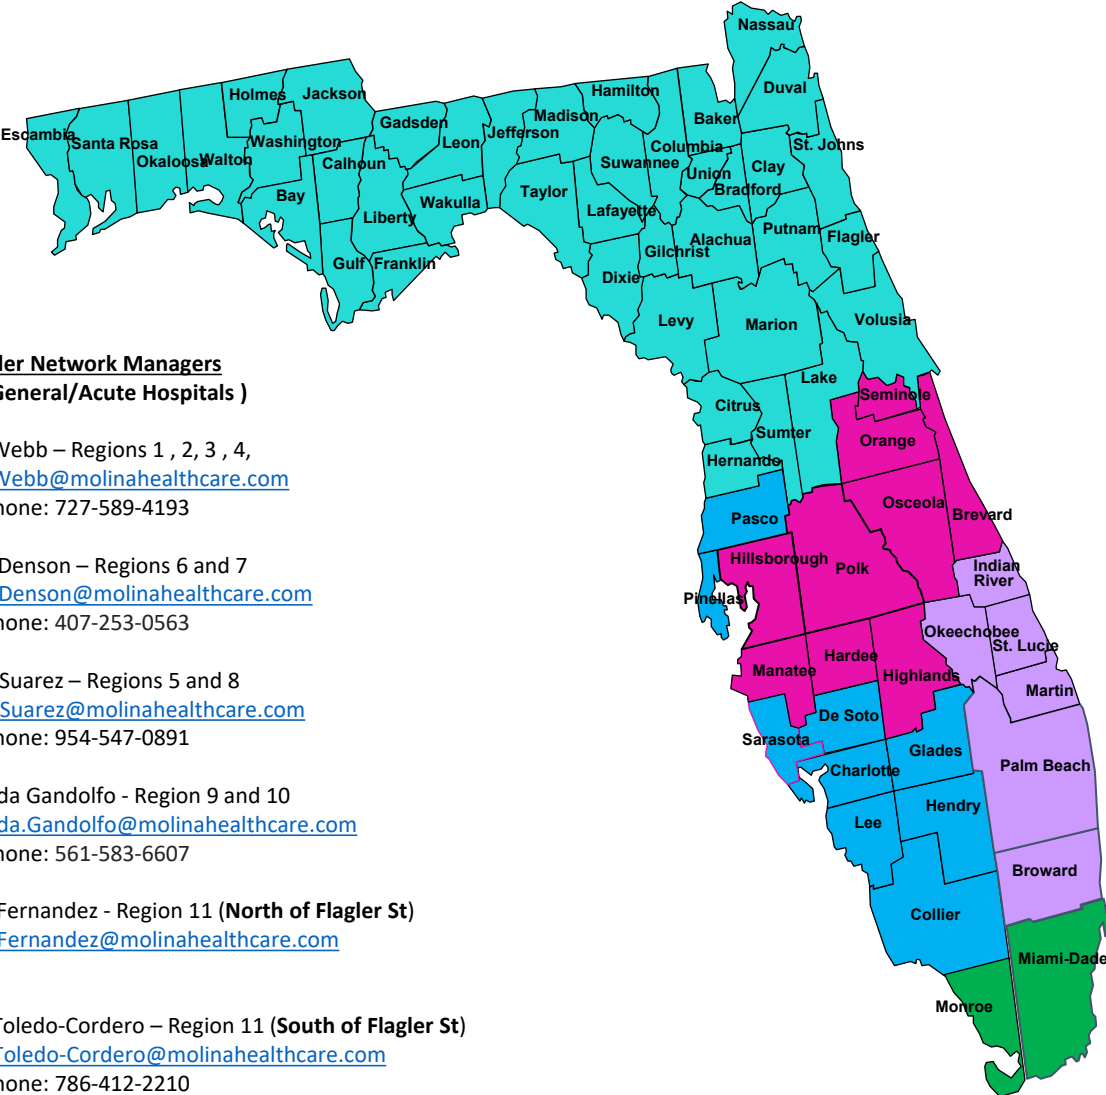 Nassau
Duval
Hamilton
Holmes
Jackson
Madison
Baker
Gadsden
Jefferson
Escambia
Santa Rosa
Washington
Leon
Columbia
St. Johns
Okaloosa
Walton
Calhoun
Suwannee
Union
Clay
Bay
Taylor
Bradford
Liberty
Wakulla
Lafayette
Putnam
Gulf
Franklin
Gilchrist
Alachua
Flagler
Dixie
Levy
Marion
Volusia
Lake
Citrus
Seminole
Sumter
Orange
Hernando
Osceola
Pasco
Brevard
Hillsborough
Polk
Indian
River
Pinellas
Okeechobee
St. Lucie
Manatee
Hardee
Highlands
Martin
De Soto
Sarasota
Glades
Charlotte
Palm Beach
Hendry
Lee
Broward
Collier
Miami-Dade
Monroe
ler Network Managers
General/Acute Hospitals )
Webb – Regions 1 , 2, 3 , 4,
Webb@molinahealthcare.com
hone: 727-589-4193
Denson – Regions 6 and 7
Denson@molinahealthcare.com
hone: 407-253-0563
Suarez – Regions 5 and 8
Suarez@molinahealthcare.com
hone: 954-547-0891
da Gandolfo - Region 9 and 10
da.Gandolfo@molinahealthcare.com
hone: 561-583-6607
Fernandez - Region 11 (North of Flagler St)
Fernandez@molinahealthcare.com
Toledo-Cordero – Region 11 (South of Flagler St)
Toledo-Cordero@molinahealthcare.com
hone: 786-412-2210